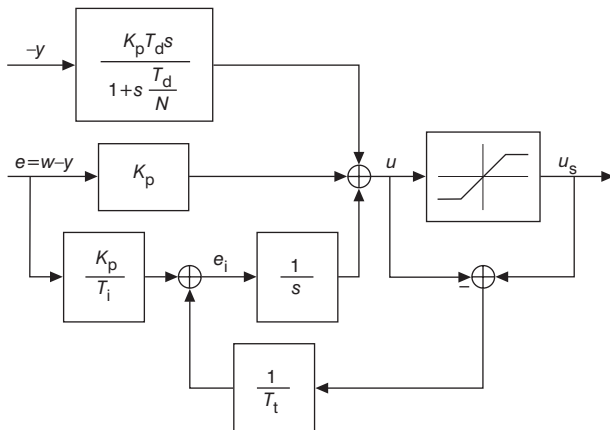 –y
K_p T_d s
1+s T_d
N
e=w–y
K_p
u
u_s
K_p
T_i
e_i
1
s
–
1
T_t